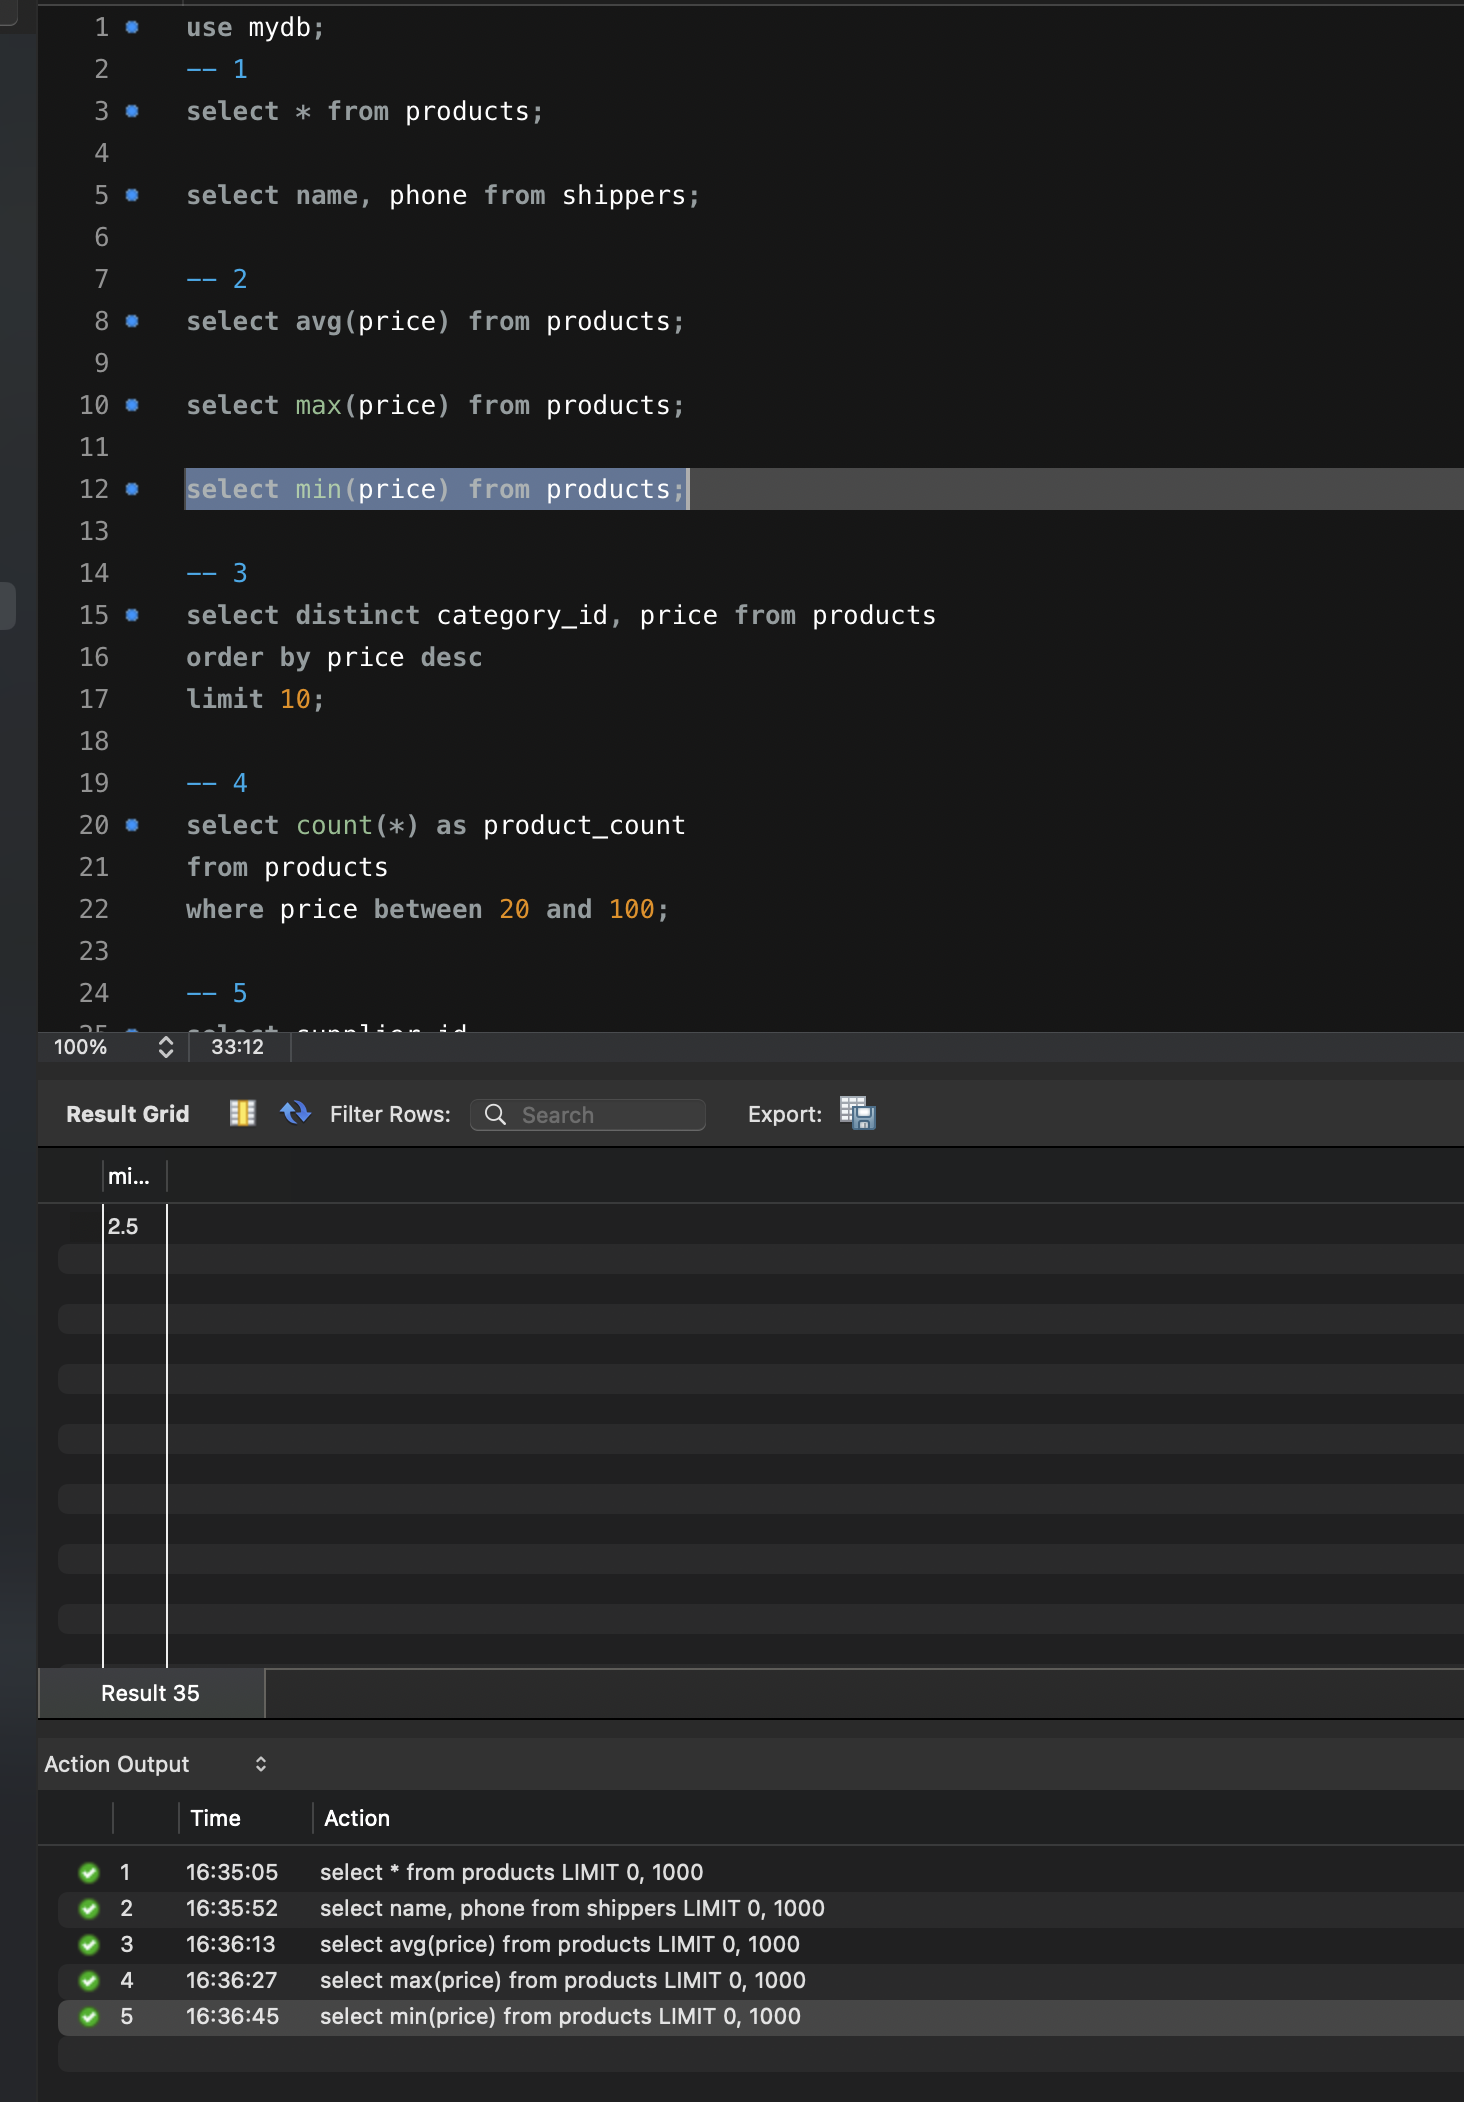 1 use mydb;
2 -- 1
3 select * from products;
4
5 select name, phone from shippers;
6
7 -- 2
8 select avg(price) from products;
9
10 select max(price) from products;
11
12 select min(price) from products;
13
14 -- 3
15 select distinct category_id, price from products
16 order by price desc
17 limit 10;
18
19 -- 4
20 select count(*) as product_count
21 from products
22 where price between 20 and 100;
23
24 -- 5
25 select supplier_id
100% 33:12
Result Grid Filter Rows: Search Export:
mi...
2.5
Result 35
Action Output
Time Action
1 16:35:05 select * from products LIMIT 0, 1000
2 16:35:52 select name, phone from shippers LIMIT 0, 1000
3 16:36:13 select avg(price) from products LIMIT 0, 1000
4 16:36:27 select max(price) from products LIMIT 0, 1000
5 16:36:45 select min(price) from products LIMIT 0, 1000